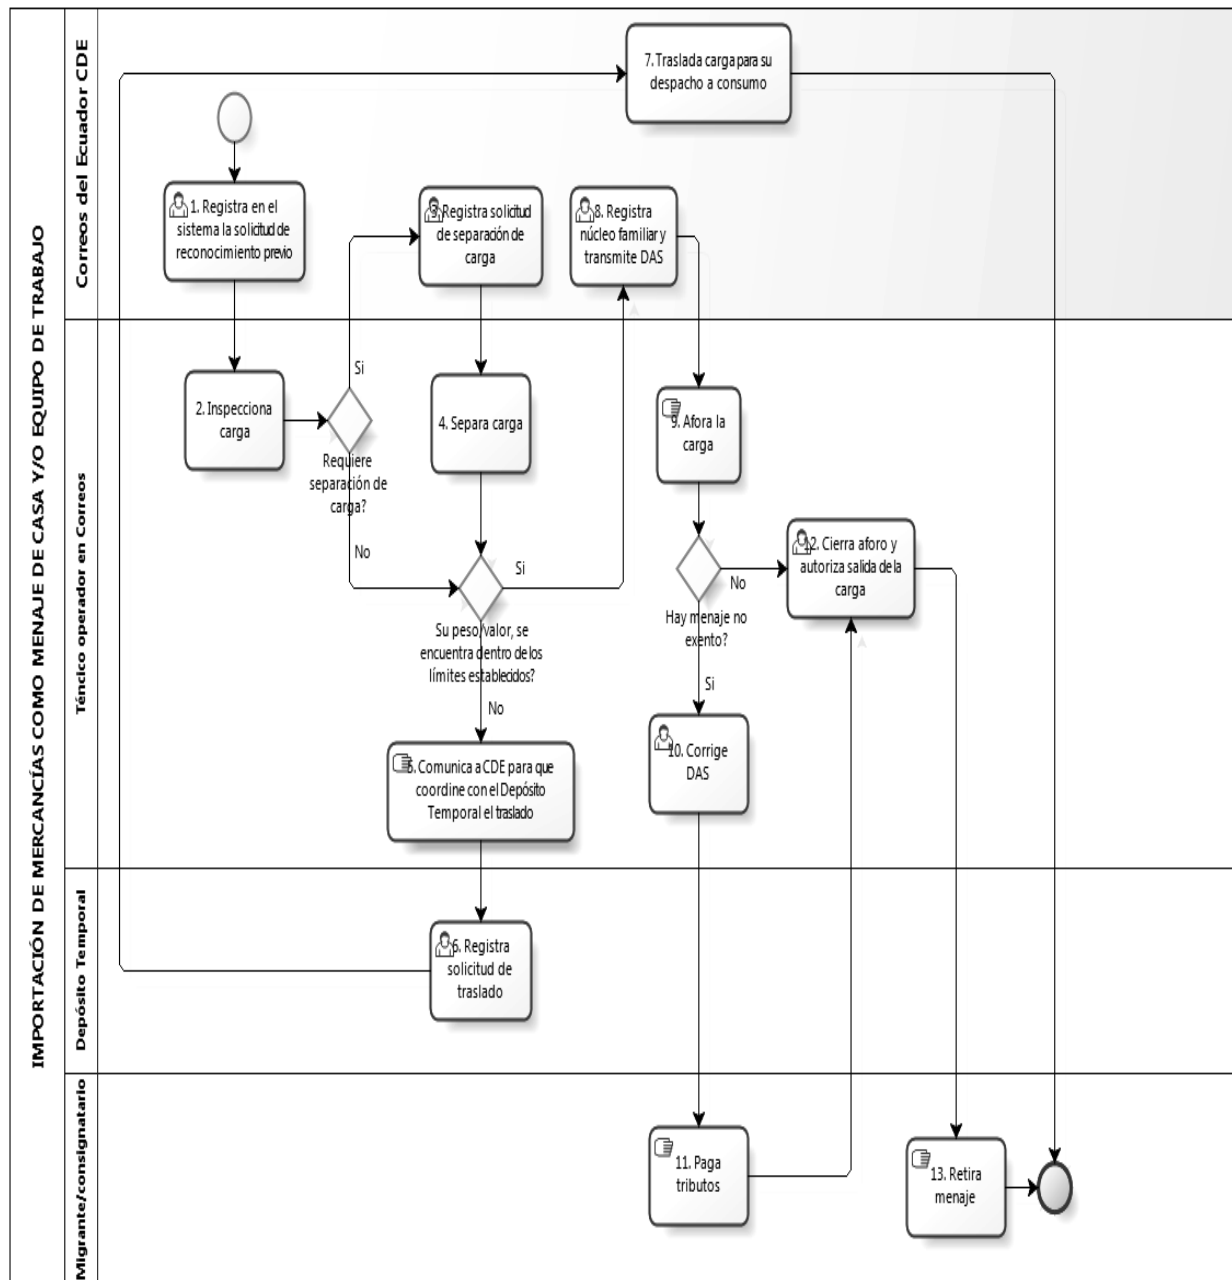 IMPORTACIÓN DE MERCANCÍAS COMO MENAJE DE CASA Y/O EQUIPO DE TRABAJO
Correos del Ecuador CDE
7. Traslada carga para su
despacho a consumo
1. Registra en el
sistema la solicitud de
reconocimiento previo
3. Registra solicitud
de separación de
carga
8. Registra
núcleo familiar y
transmite DAS
Téncico operador en Correos
2. Inspecciona
carga
Si
Requiere
separación de
carga?
No
4. Separa carga
Si
Su peso, valor, se
encuentra dentro de los
límites establecidos?
No
5. Comunica a CDE para que
coordine con el Depósito
Temporal el traslado
9. Afora la
carga
No
Hay menaje no
exento?
Si
12. Cierra aforo y
autoriza salida de la
carga
10. Corrige
DAS
Depósito Temporal
6. Registra
solicitud de
traslado
Migrante/consignatario
11. Paga
tributos
13. Retira
menaje